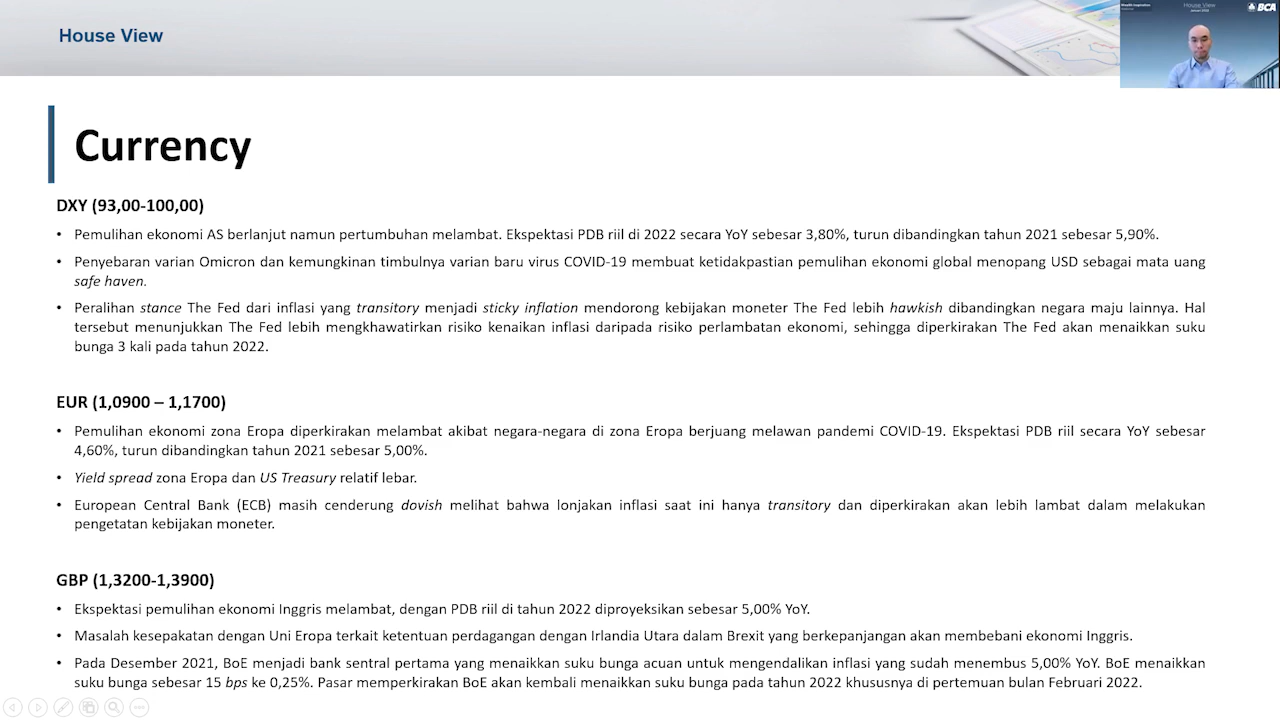 House View
Wealth Inspiration
House View
Januari 2022
BCA
Currency
DXY (93,00-100,00)
• Pemulihan ekonomi AS berlanjut namun pertumbuhan melambat. Ekspektasi PDB riil di 2022 secara YoY sebesar 3,80%, turun dibandingkan tahun 2021 sebesar 5,90%.
• Penyebaran varian Omicron dan kemungkinan timbulnya varian baru virus COVID-19 membuat ketidakpastian pemulihan ekonomi global menopang USD sebagai mata uang
safe haven.
• Peralihan stance The Fed dari inflasi yang transitory menjadi sticky inflation mendorong kebijakan moneter The Fed lebih hawkish dibandingkan negara maju lainnya. Hal
tersebut menunjukkan The Fed lebih mengkhawatirkan risiko kenaikan inflasi daripada risiko perlambatan ekonomi, sehingga diperkirakan The Fed akan menaikkan suku
bunga 3 kali pada tahun 2022.
EUR (1,0900 – 1,1700)
• Pemulihan ekonomi zona Eropa diperkirakan melambat akibat negara-negara di zona Eropa berjuang melawan pandemi COVID-19. Ekspektasi PDB riil secara YoY sebesar
4,60%, turun dibandingkan tahun 2021 sebesar 5,00%.
• Yield spread zona Eropa dan US Treasury relatif lebar.
• European Central Bank (ECB) masih cenderung dovish melihat bahwa lonjakan inflasi saat ini hanya transitory dan diperkirakan akan lebih lambat dalam melakukan
pengetatan kebijakan moneter.
GBP (1,3200-1,3900)
• Ekspektasi pemulihan ekonomi Inggris melambat, dengan PDB riil di tahun 2022 diproyeksikan sebesar 5,00% YoY.
• Masalah kesepakatan dengan Uni Eropa terkait ketentuan perdagangan dengan Irlandia Utara dalam Brexit yang berkepanjangan akan membebani ekonomi Inggris.
• Pada Desember 2021, BoE menjadi bank sentral pertama yang menaikkan suku bunga acuan untuk mengendalikan inflasi yang sudah menembus 5,00% YoY. BoE menaikkan
suku bunga sebesar 15 bps ke 0,25%. Pasar memperkirakan BoE akan kembali menaikkan suku bunga pada tahun 2022 khususnya di pertemuan bulan Februari 2022.